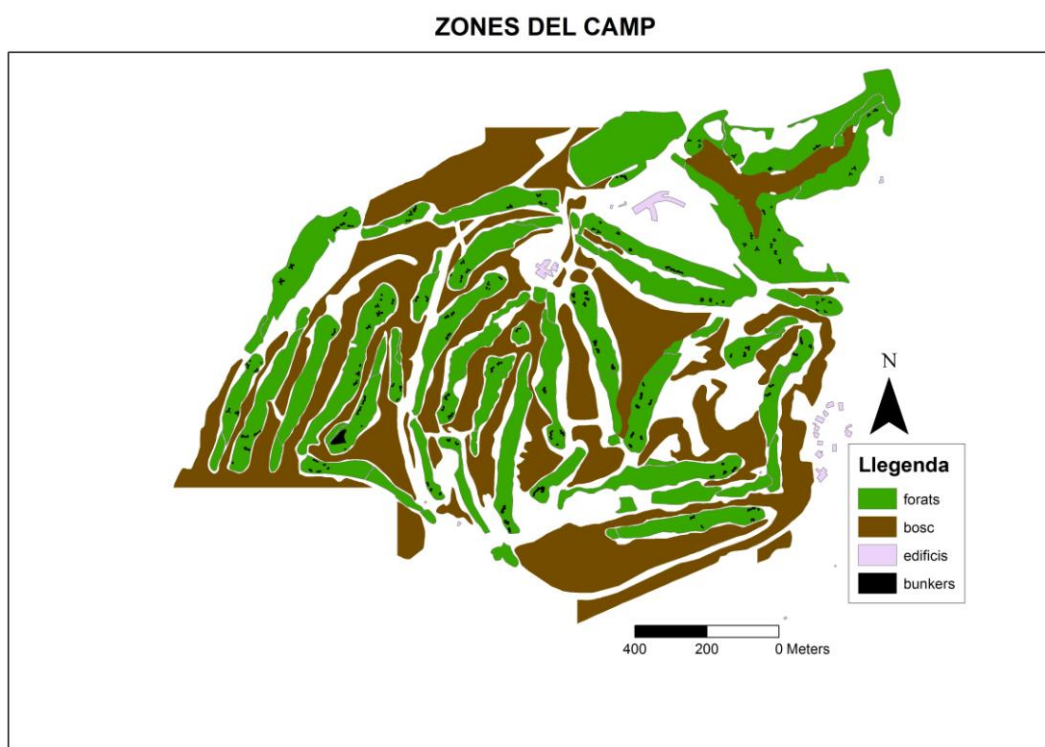 ZONES DEL CAMP
N
Llegenda
forats
bosc
edificis
bunkers
400 200 0 Meters